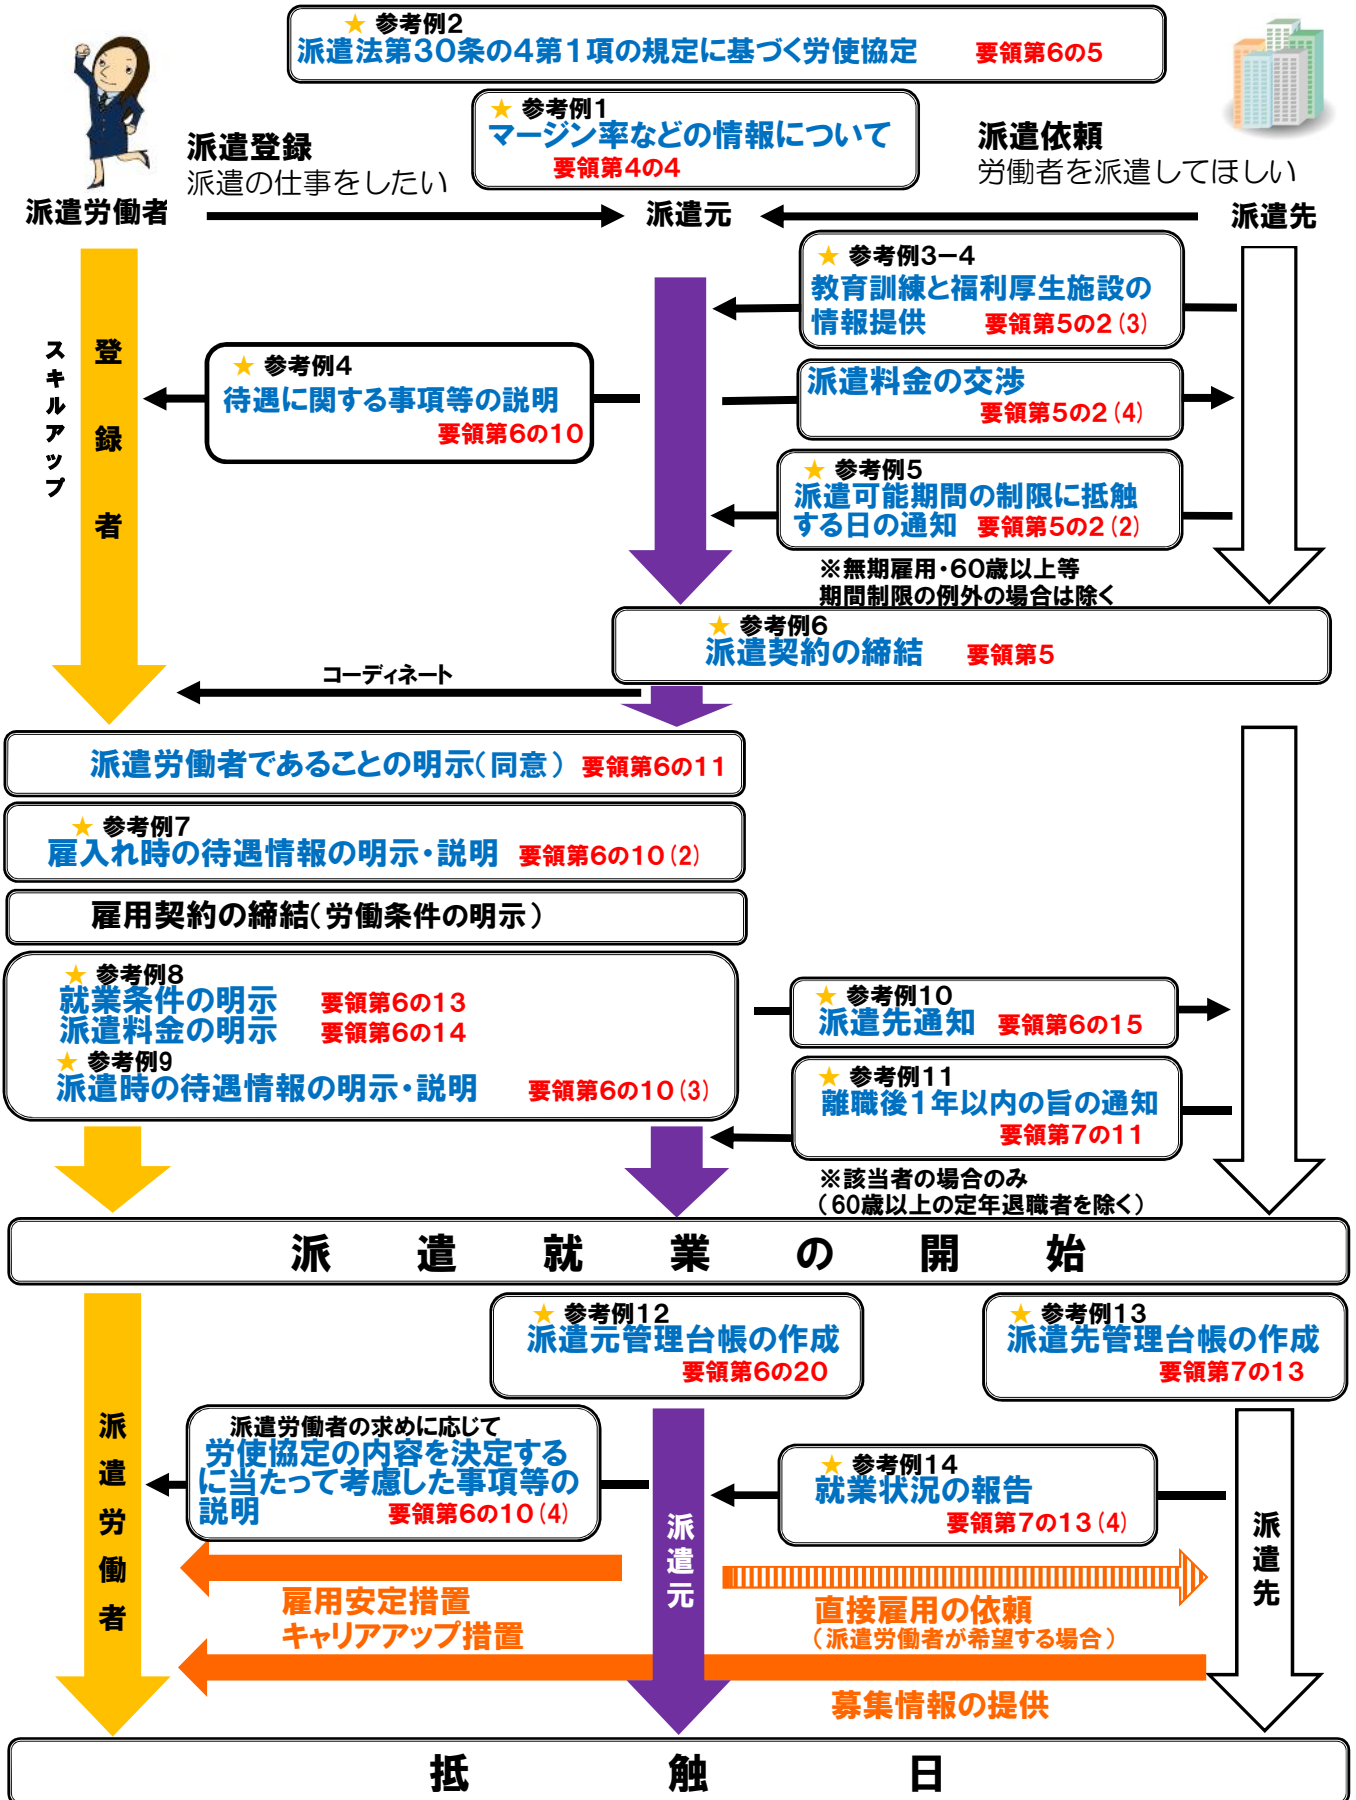 ★ 参考例2
派遣法第30条の4第1項の規定に基づく労使協定 要領第6の5
★ 参考例1
マージン率などの情報について
要領第4の4
派遣登録
派遣の仕事をしたい
派遣依頼
労働者を派遣してほしい
派遣労働者
派遣元
派遣先
★ 参考例3−4
教育訓練と福利厚生施設の
情報提供 要領第5の2(3)
スキルアップ
登録者
★ 参考例4
待遇に関する事項等の説明
要領第6の10
派遣料金の交渉
要領第5の2(4)
★ 参考例5
派遣可能期間の制限に抵触
する日の通知 要領第5の2(2)
※無期雇用・60歳以上等
期間制限の例外の場合は除く
★ 参考例6
派遣契約の締結 要領第5
コーディネート
派遣労働者であることの明示(同意) 要領第6の11
★ 参考例7
雇入れ時の待遇情報の明示・説明 要領第6の10(2)
雇用契約の締結(労働条件の明示)
★ 参考例8
就業条件の明示 要領第6の13
派遣料金の明示 要領第6の14
★ 参考例9
派遣時の待遇情報の明示・説明 要領第6の10(3)
★ 参考例10
派遣先通知 要領第6の15
★ 参考例11
離職後1年以内の旨の通知
要領第7の11
※該当者の場合のみ
(60歳以上の定年退職者を除く)
派遣就業の開始
★ 参考例12
派遣元管理台帳の作成
要領第6の20
★ 参考例13
派遣先管理台帳の作成
要領第7の13
派遣労働者
派遣労働者の求めに応じて
労使協定の内容を決定する
に当たって考慮した事項等の
説明 要領第6の10(4)
派遣元
★ 参考例14
就業状況の報告
要領第7の13(4)
派遣先
雇用安定措置
キャリアアップ措置
直接雇用の依頼
(派遣労働者が希望する場合)
募集情報の提供
抵触日